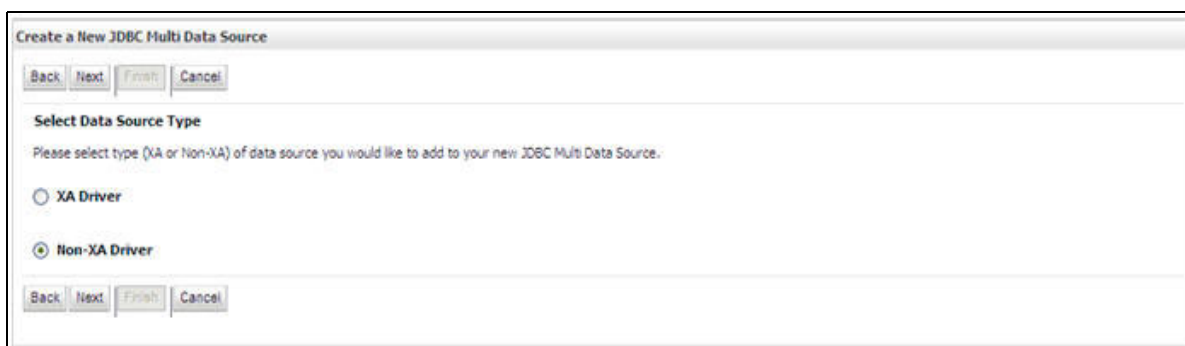 Create a New JDBC Multi Data Source
Back Next Finish Cancel
Select Data Source Type
Please select type (XA or Non-XA) of data source you would like to add to your new JDBC Multi Data Source.
XA Driver
Non-XA Driver
Back Next Finish Cancel